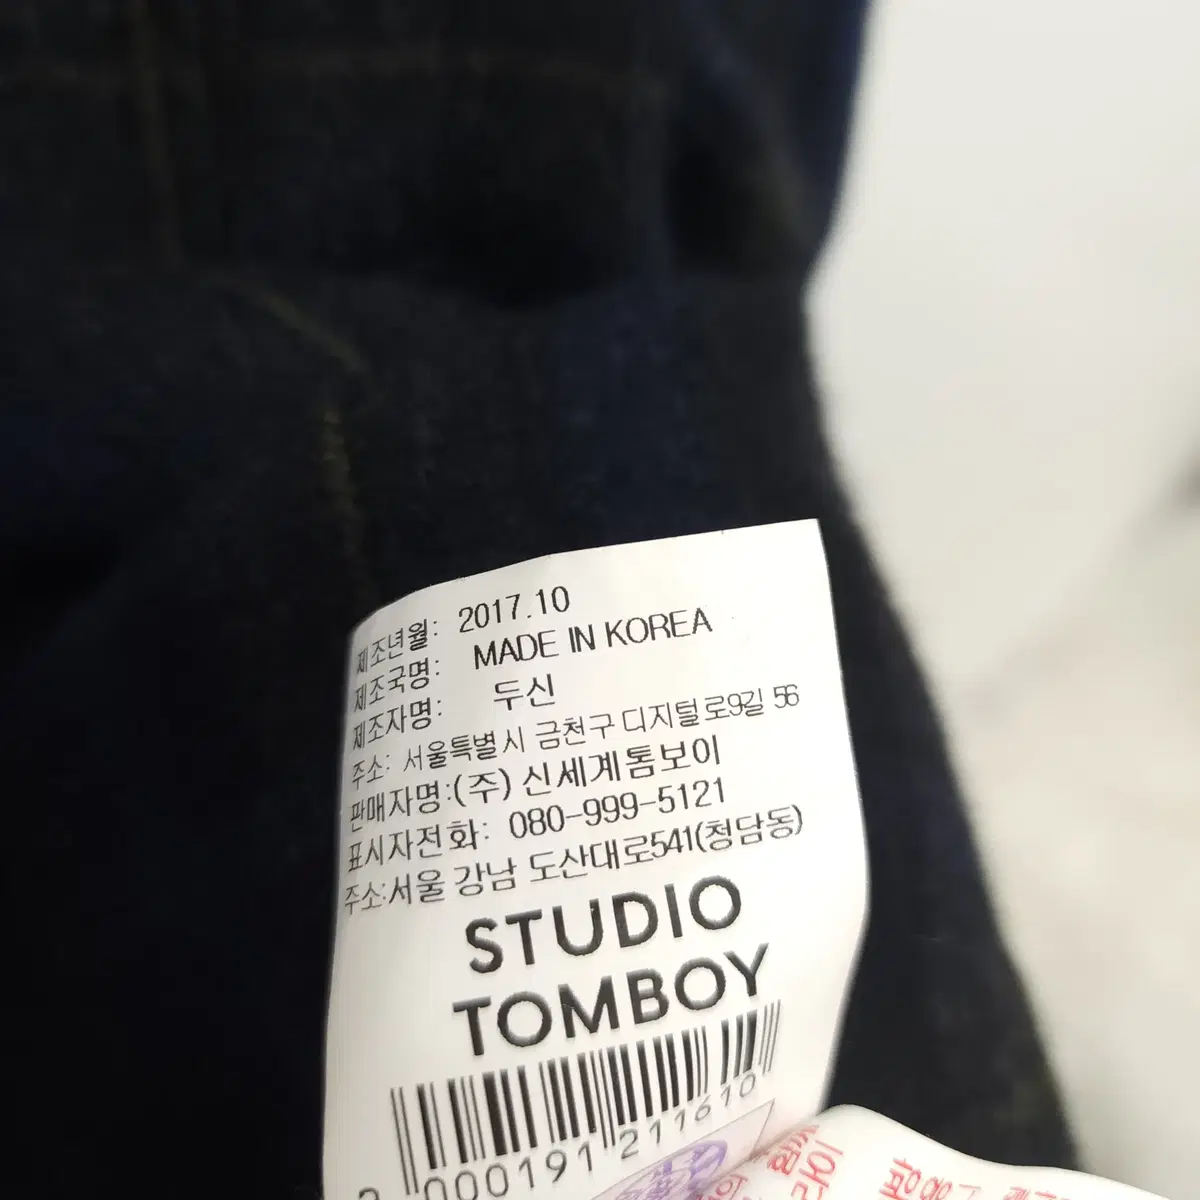 제조년월: 2017.10
제조국명: MADE IN KOREA
제조자명: 두신
주소: 서울특별시 금천구 디지털로9길 56
판매자명:(주) 신세계톰보이
표시자전화: 080-999-5121
주소:서울 강남 도산대로541(청담동)
STUDIO
TOMBOY
000191 211610